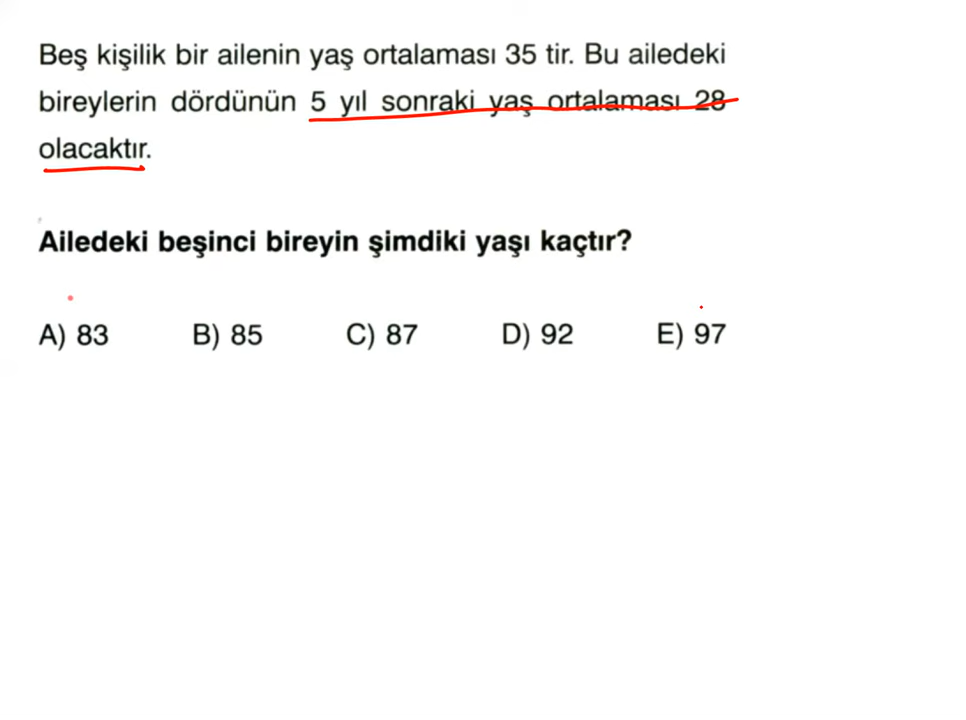 Beş kişilik bir ailenin yaş ortalaması 35 tir. Bu ailedeki
bireylerin dördünün 5 yıl sonraki yaş ortalaması 28
olacaktır.
Ailedeki beşinci bireyin şimdiki yaşı kaçtır?
A) 83 B) 85 C) 87 D) 92 E) 97